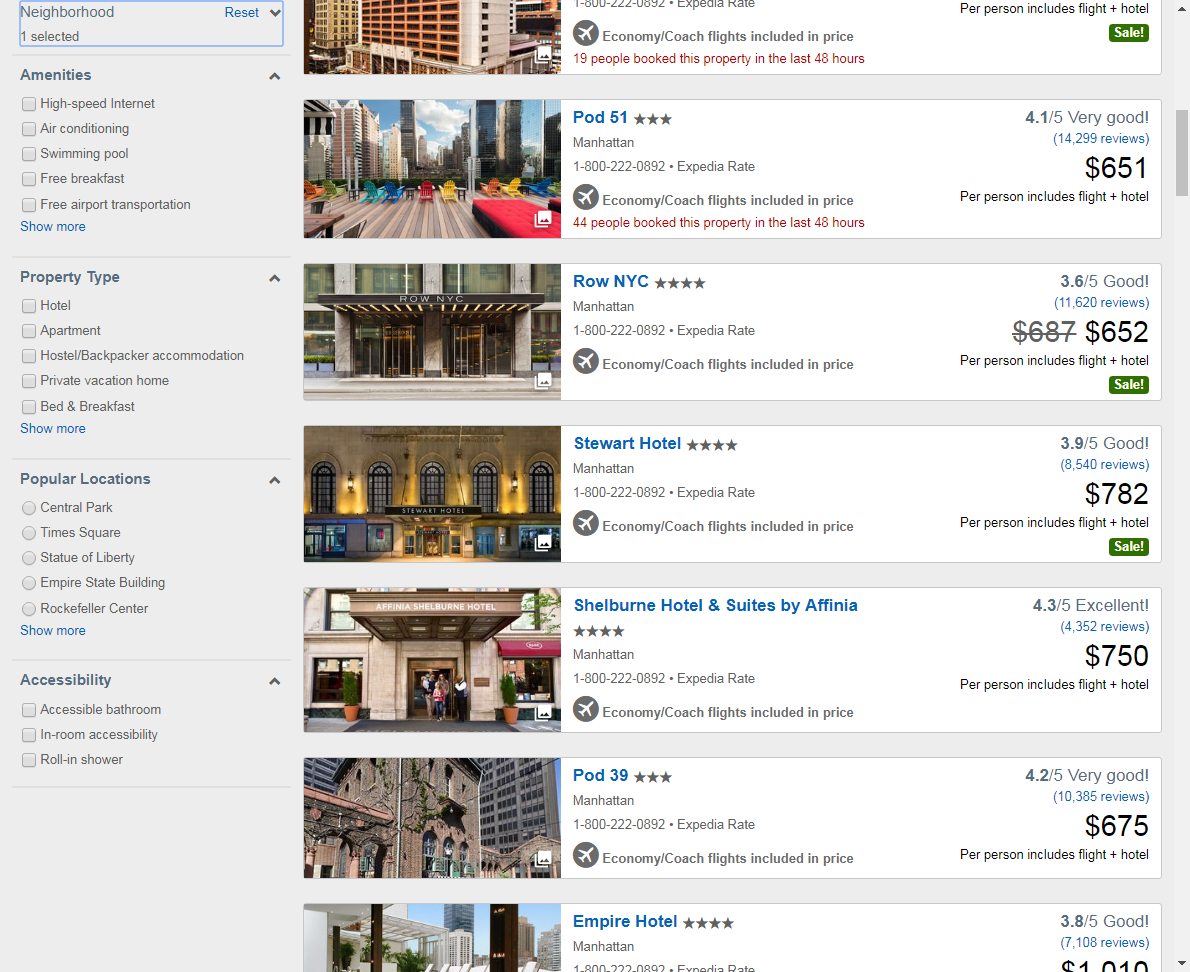 Neighborhood Reset
1 selected
Amenities
High-speed Internet
Air conditioning
Swimming pool
Free breakfast
Free airport transportation
Show more
Property Type
Hotel
Apartment
Hostel/Backpacker accommodation
Private vacation home
Bed & Breakfast
Show more
Popular Locations
Central Park
Times Square
Statue of Liberty
Empire State Building
Rockefeller Center
Show more
Accessibility
Accessible bathroom
In-room accessibility
Roll-in shower
1-800-222-0892 • Expedia Rate
Economy/Coach flights included in price
19 people booked this property in the last 48 hours
Per person includes flight + hotel
Sale!
Pod 51
Manhattan
1-800-222-0892 • Expedia Rate
Economy/Coach flights included in price
44 people booked this property in the last 48 hours
4.1/5 Very good!
(14,299 reviews)
$651
Per person includes flight + hotel
ROW NYC
Row NYC
Manhattan
1-800-222-0892 • Expedia Rate
Economy/Coach flights included in price
3.6/5 Good!
(11,620 reviews)
$687 $652
Per person includes flight + hotel
Sale!
STEWART HOTEL
Stewart Hotel
Manhattan
1-800-222-0892 • Expedia Rate
Economy/Coach flights included in price
3.9/5 Good!
(8,540 reviews)
$782
Per person includes flight + hotel
Sale!
AFFINIA SHELBURNE HOTEL
Shelburne Hotel & Suites by Affinia
Manhattan
1-800-222-0892 • Expedia Rate
Economy/Coach flights included in price
4.3/5 Excellent!
(4,352 reviews)
$750
Per person includes flight + hotel
Pod 39
Manhattan
1-800-222-0892 • Expedia Rate
Economy/Coach flights included in price
4.2/5 Very good!
(10,385 reviews)
$675
Per person includes flight + hotel
Empire Hotel
Manhattan
1-800-222-0892 • Expedia Rate
3.8/5 Good!
(7,108 reviews)
$1,010